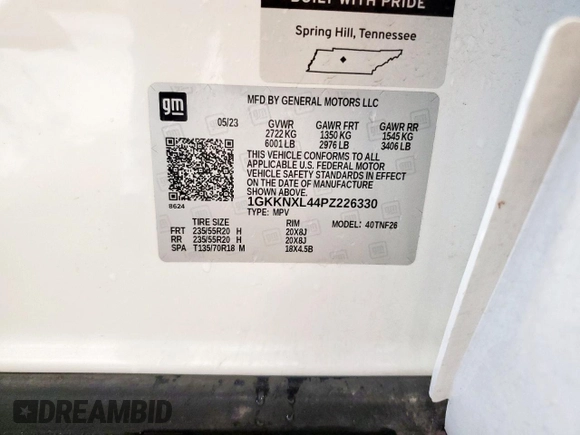 BUILT WITH PRIDE
Spring Hill, Tennessee
gm
MFD BY GENERAL MOTORS LLC
05/23 GVWR GAWR FRT GAWR RR
2722 KG 1350 KG 1545 KG
6001 LB 2976 LB 3406 LB
THIS VEHICLE CONFORMS TO ALL
APPLICABLE U.S. FEDERAL MOTOR
VEHICLE SAFETY STANDARDS IN EFFECT
ON THE DATE OF MANUFACTURE
SHOWN ABOVE.
8624
1GKKNXL44PZ226330
TYPE: MPV MODEL: 40TNF26
TIRE SIZE RIM
FRT 235/55R20 H 20X8J
RR 235/55R20 H 20X8J
SPA T135/70R18 M 18X4.5B
DREAMBID